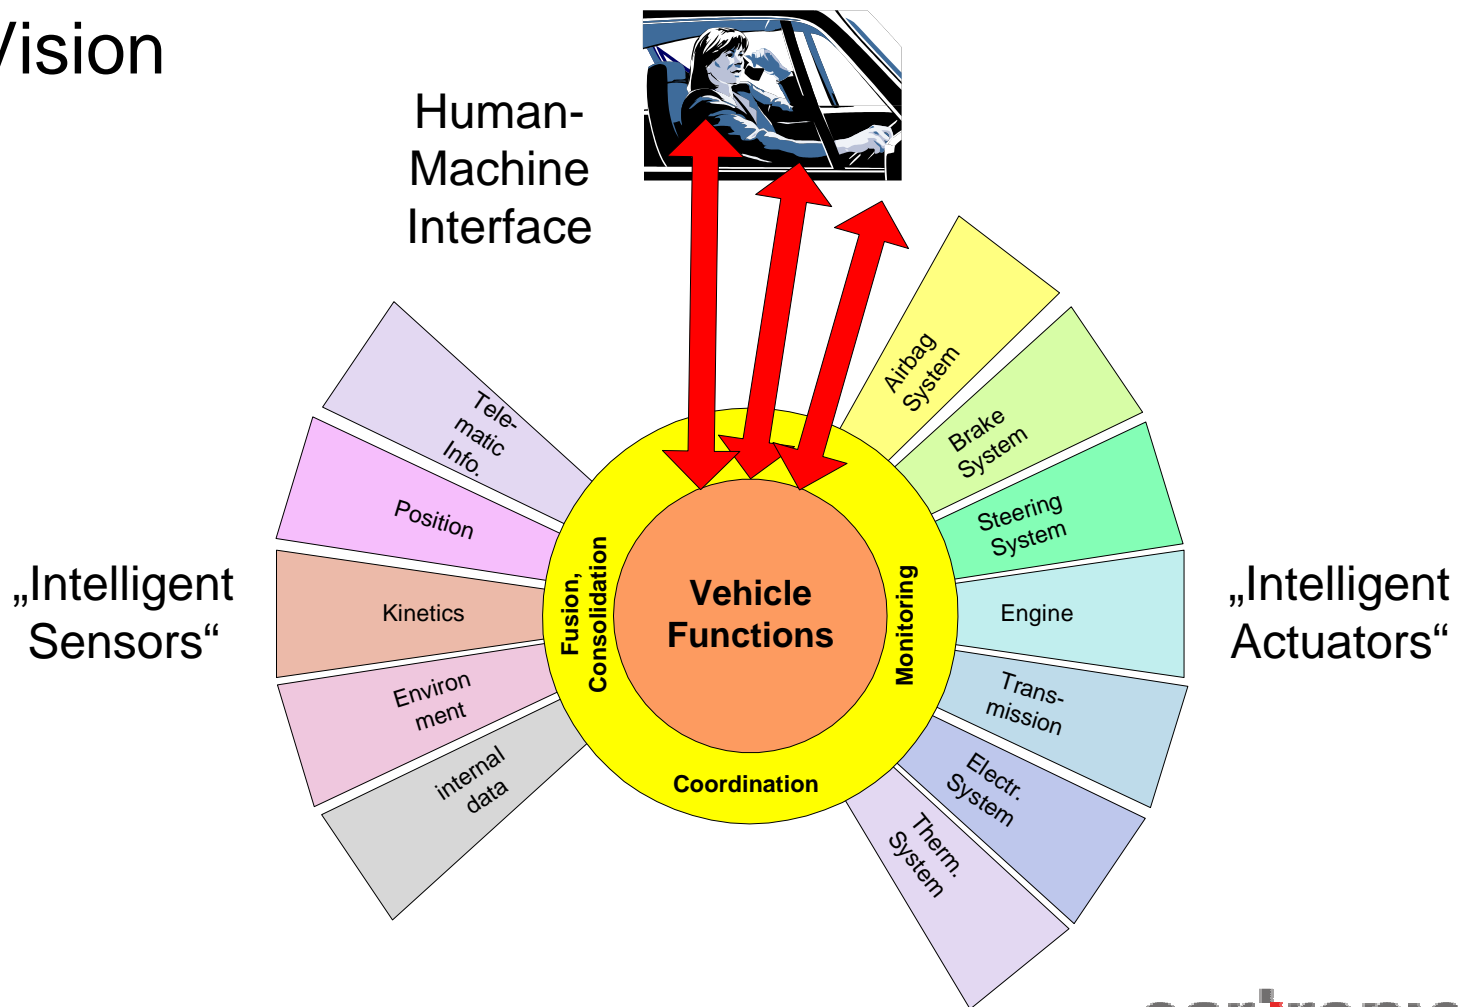 Vision
Human-
Machine
Interface
Airbag
System
Brake
System
Steering
System
Engine
Trans-
mission
Electr.
System
Therm.
System
Tele-
matic
Info.
Position
Kinetics
Environ
ment
internal
data
„Intelligent
Sensors“
Fusion,
Consolidation
Vehicle
Functions
Monitoring
Coordination
„Intelligent
Actuators“